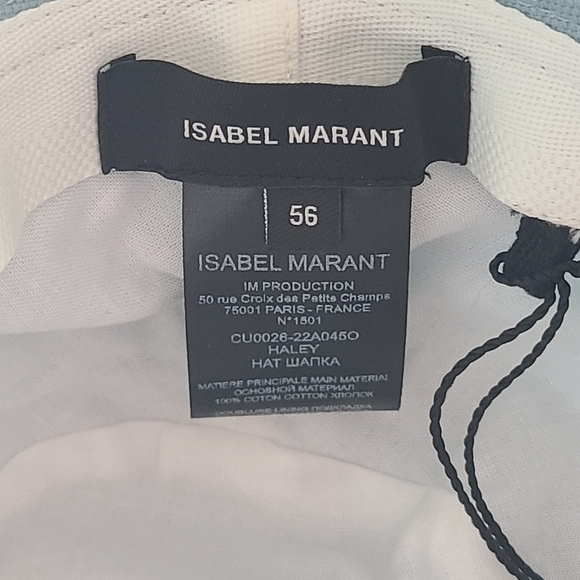 ISABEL MARANT
56
ISABEL MARANT
IM PRODUCTION
50 rue Croix des Petits Champs
75001 PARIS - FRANCE
N°1501
CU0026-22A045O
HALEY
HAT ШАПКА
MATIERE PRINCIPALE MAIN MATERIAL
ОСНОВНОЙ МАТЕРИАЛ
100% COTON COTTON ХЛОПОК
DOUBLURE LINING ПОДКЛАДКА